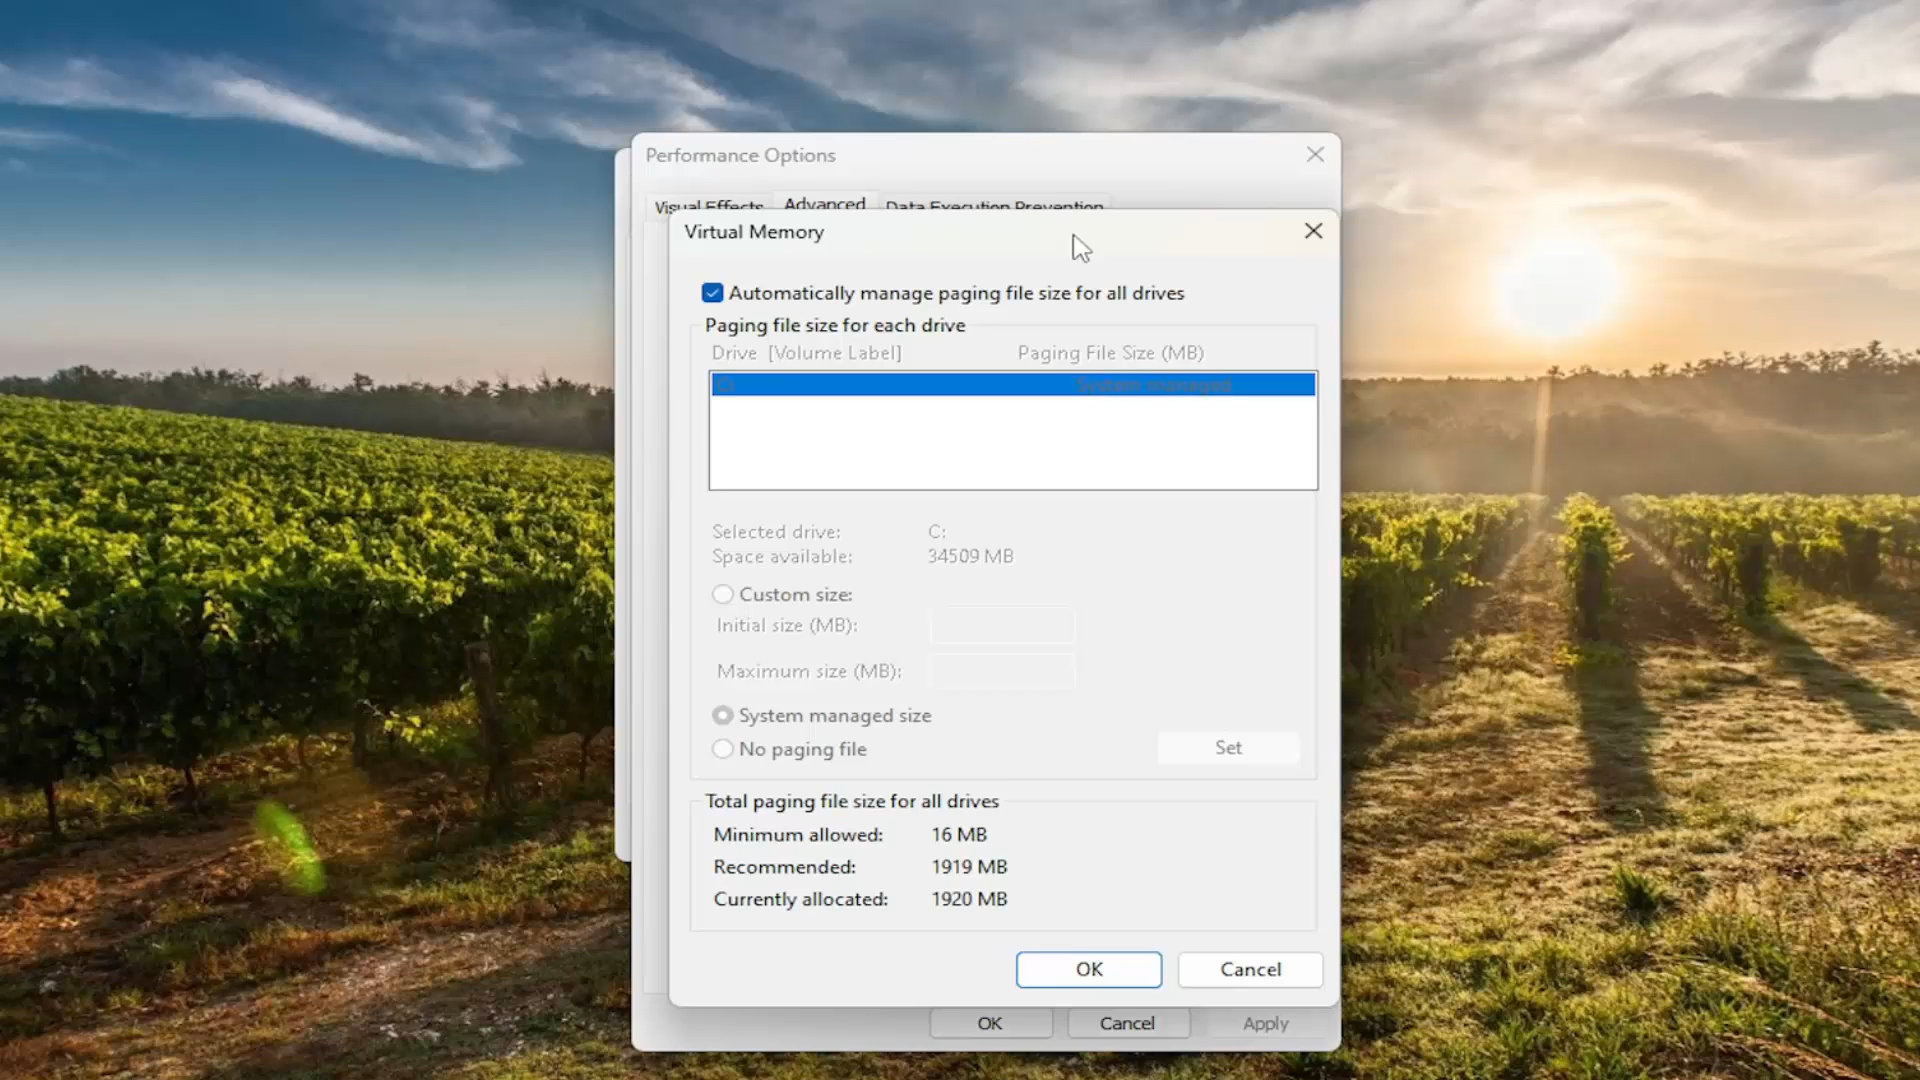 Performance Options
Visual Effects Advanced Data Execution Prevention
Virtual Memory
Automatically manage paging file size for all drives
Paging file size for each drive
Drive [Volume Label] Paging File Size (MB)
C: System managed
Selected drive: C:
Space available: 34509 MB
Custom size:
Initial size (MB):
Maximum size (MB):
System managed size
No paging file Set
Total paging file size for all drives
Minimum allowed: 16 MB
Recommended: 1919 MB
Currently allocated: 1920 MB
OK Cancel
OK Cancel Apply